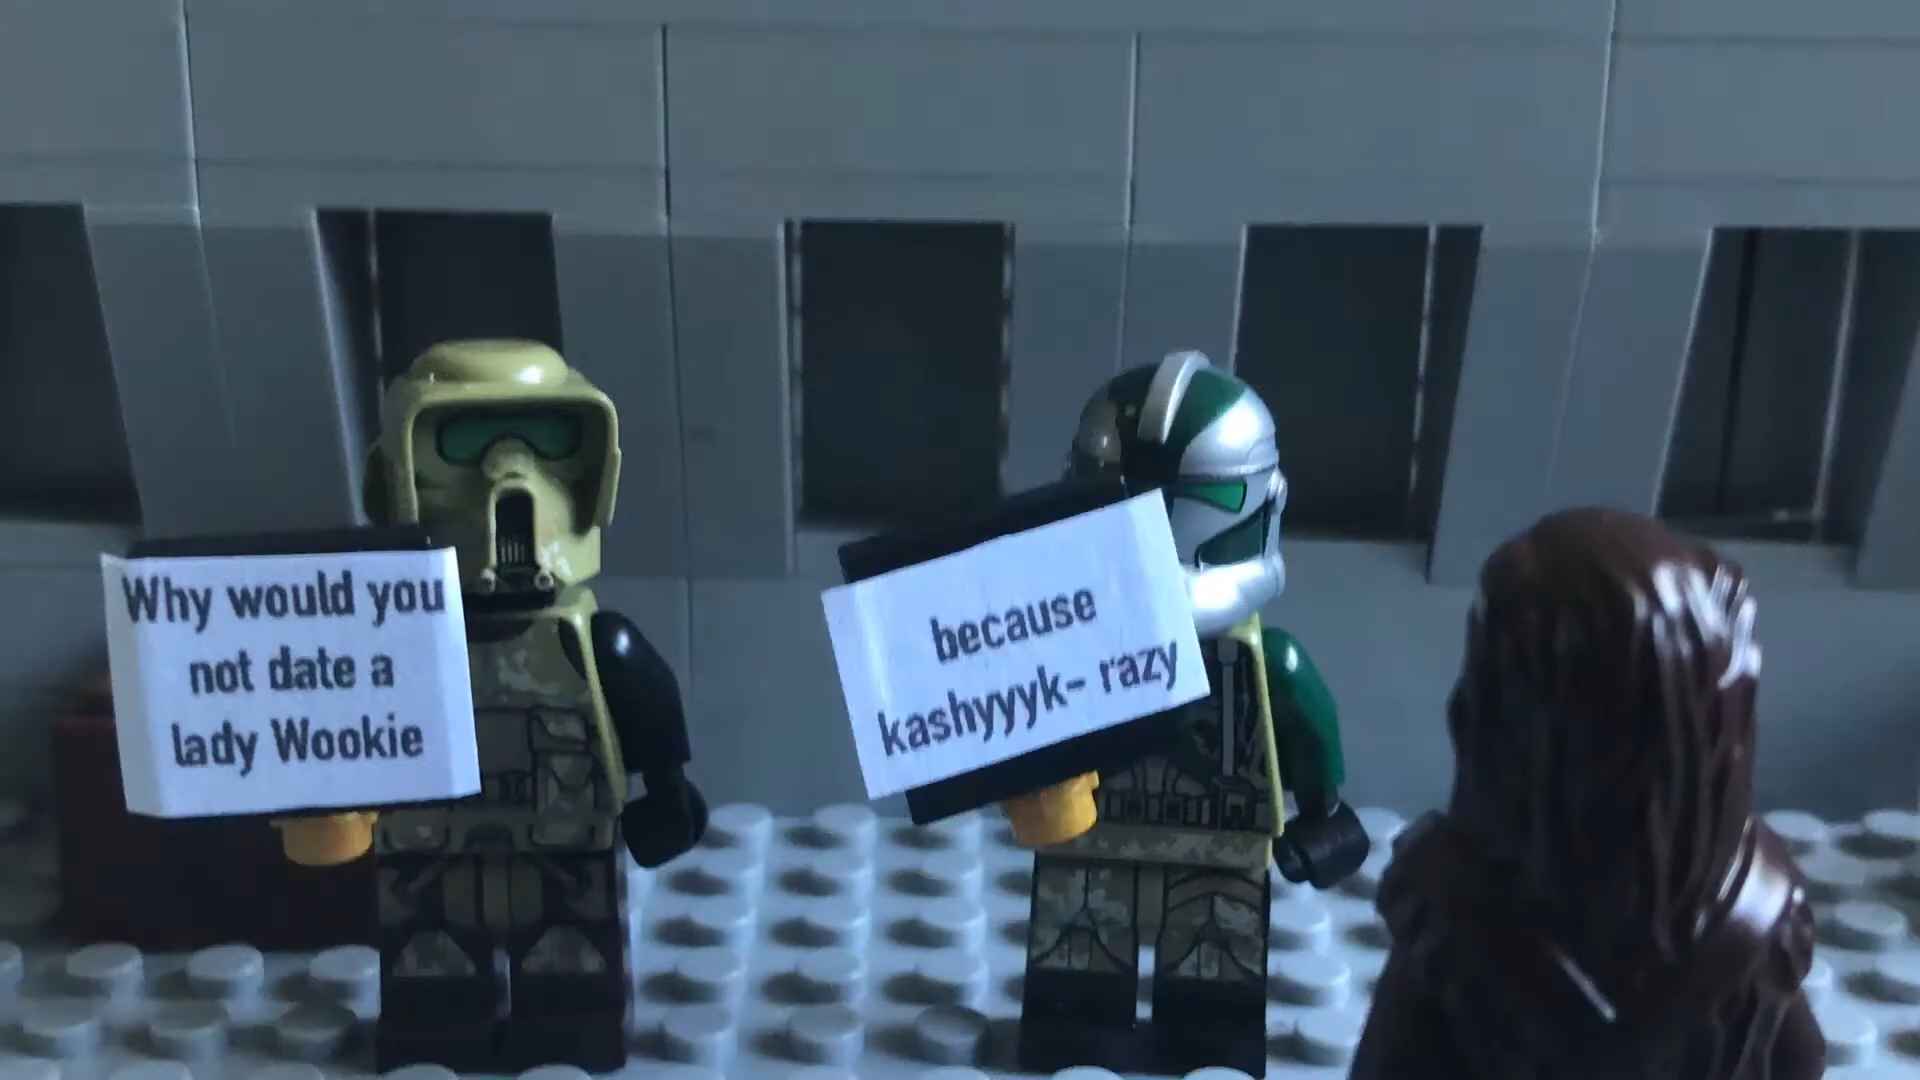 Why would you
not date a
lady Wookie
because
kashyyyk- razy